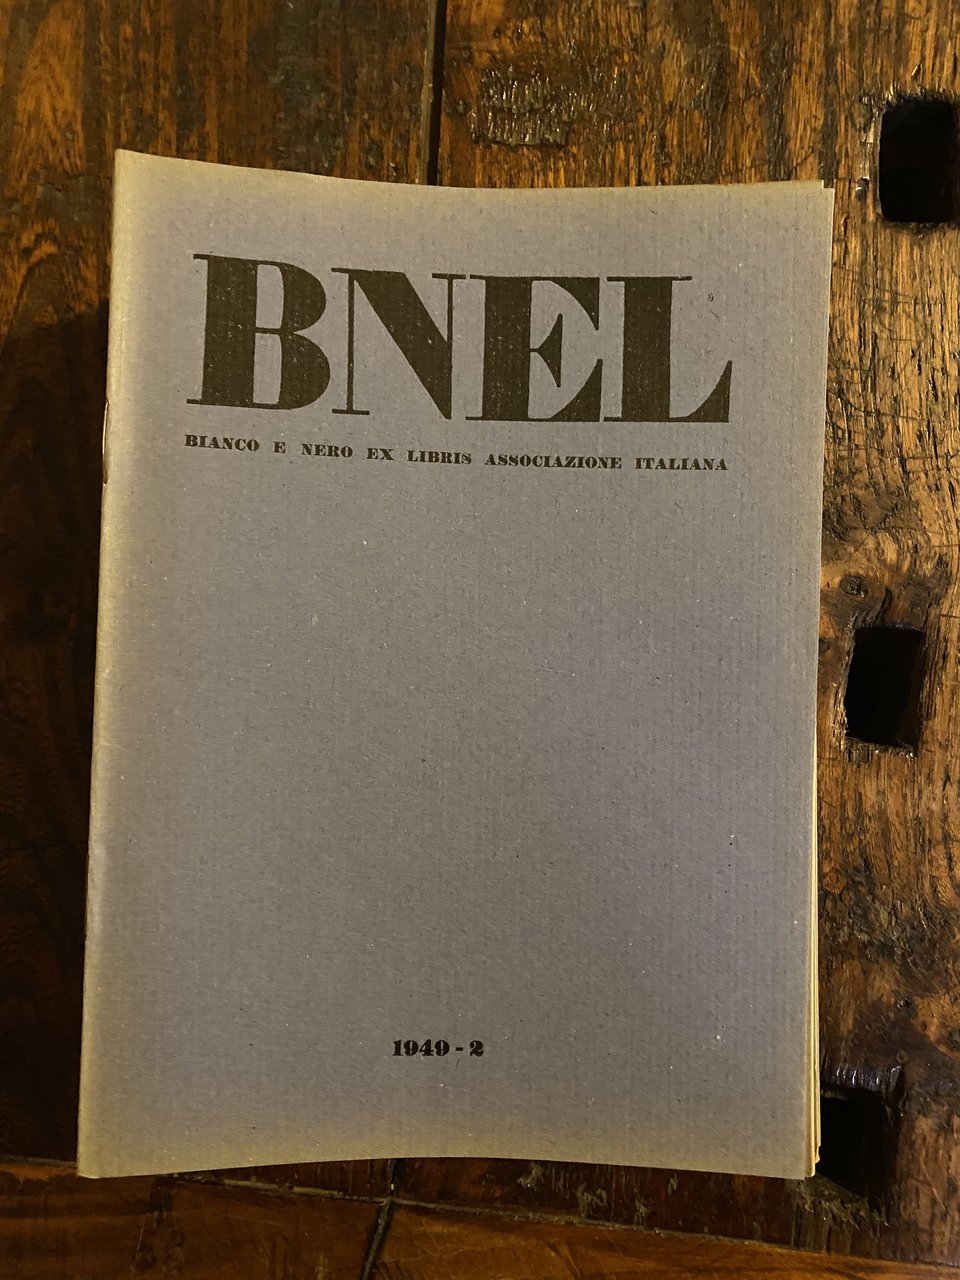 BNEL
BIANCO E NERO EX LIBRIS ASSOCIAZIONE ITALIANA
1949 - 2